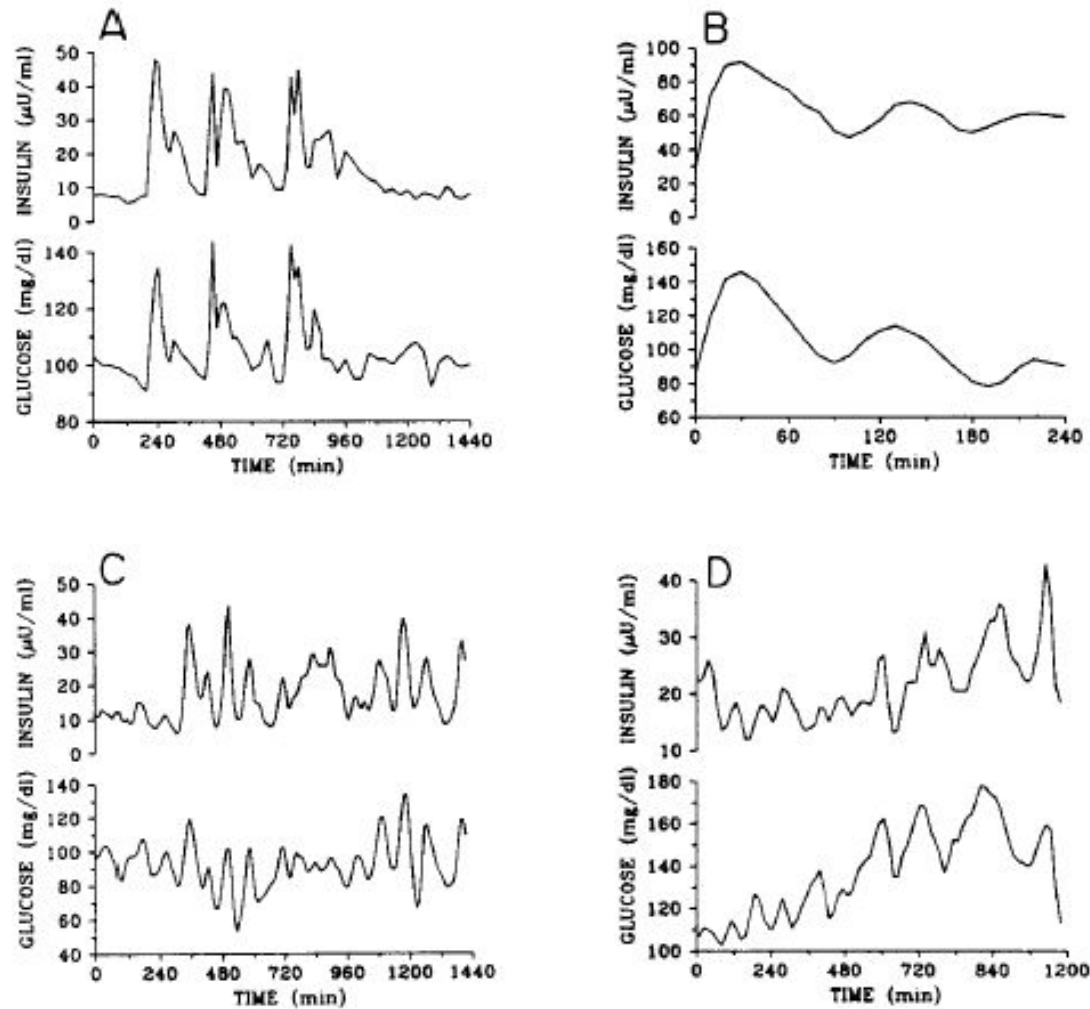 A
INSULIN (µU/ml)
50
40
30
20
10
0
GLUCOSE (mg/dl)
140
120
100
80
0 240 480 720 960 1200 1440
TIME (min)
B
INSULIN (µU/ml)
100
80
60
40
20
0
GLUCOSE (mg/dl)
160
140
120
100
80
60
0 60 120 180 240
TIME (min)
C
INSULIN (µU/ml)
50
40
30
20
10
0
GLUCOSE (mg/dl)
140
120
100
80
60
40
0 240 480 720 960 1200 1440
TIME (min)
D
INSULIN (µU/ml)
40
30
20
10
GLUCOSE (mg/dl)
180
160
140
120
100
0 240 480 720 840 1200
TIME (min)